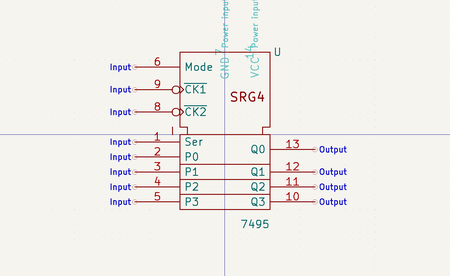 Power input
Power input
7
14
GND
VCC
U
Input 6 Mode
Input 9 CK1
SRG4
Input 8 CK2
Input 1 Ser
Input 2 P0
Q0 13 Output
Input 3 P1 Q1 12 Output
Input 4 P2 Q2 11 Output
Input 5 P3 Q3 10 Output
7495